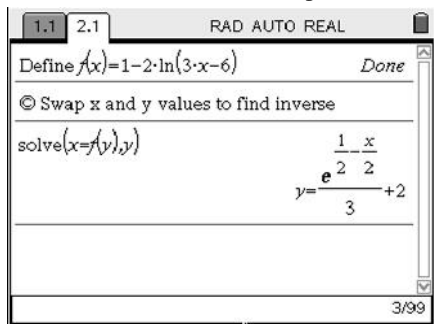 1.1 2.1 RAD AUTO REAL
Define f(x)=1−2·ln(3·x−6) Done
© Swap x and y values to find inverse
solve(x=f(y),y) y=e^(1/2−x/2)/3+2
3/99